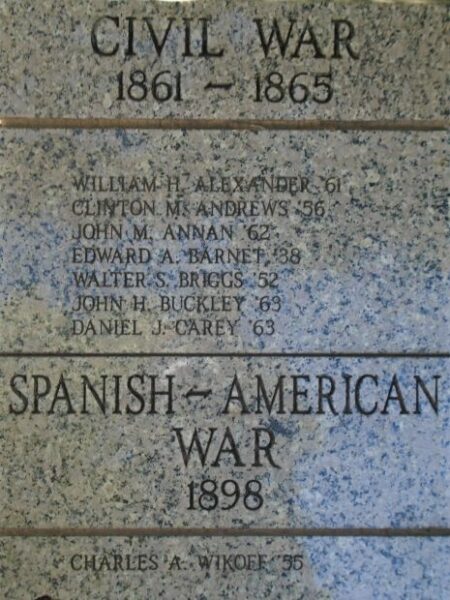 CIVIL WAR
1861 ~ 1865
WILLIAM H. ALEXANDER '61
CLINTON M. ANDREWS '56
JOHN M. ANNAN '62
EDWARD A. BARNET '38
WALTER S. BRIGGS '52
JOHN H. BUCKLEY '63
DANIEL J. CAREY '63
SPANISH ~ AMERICAN
WAR
1898
CHARLES A. WIKOFF '55